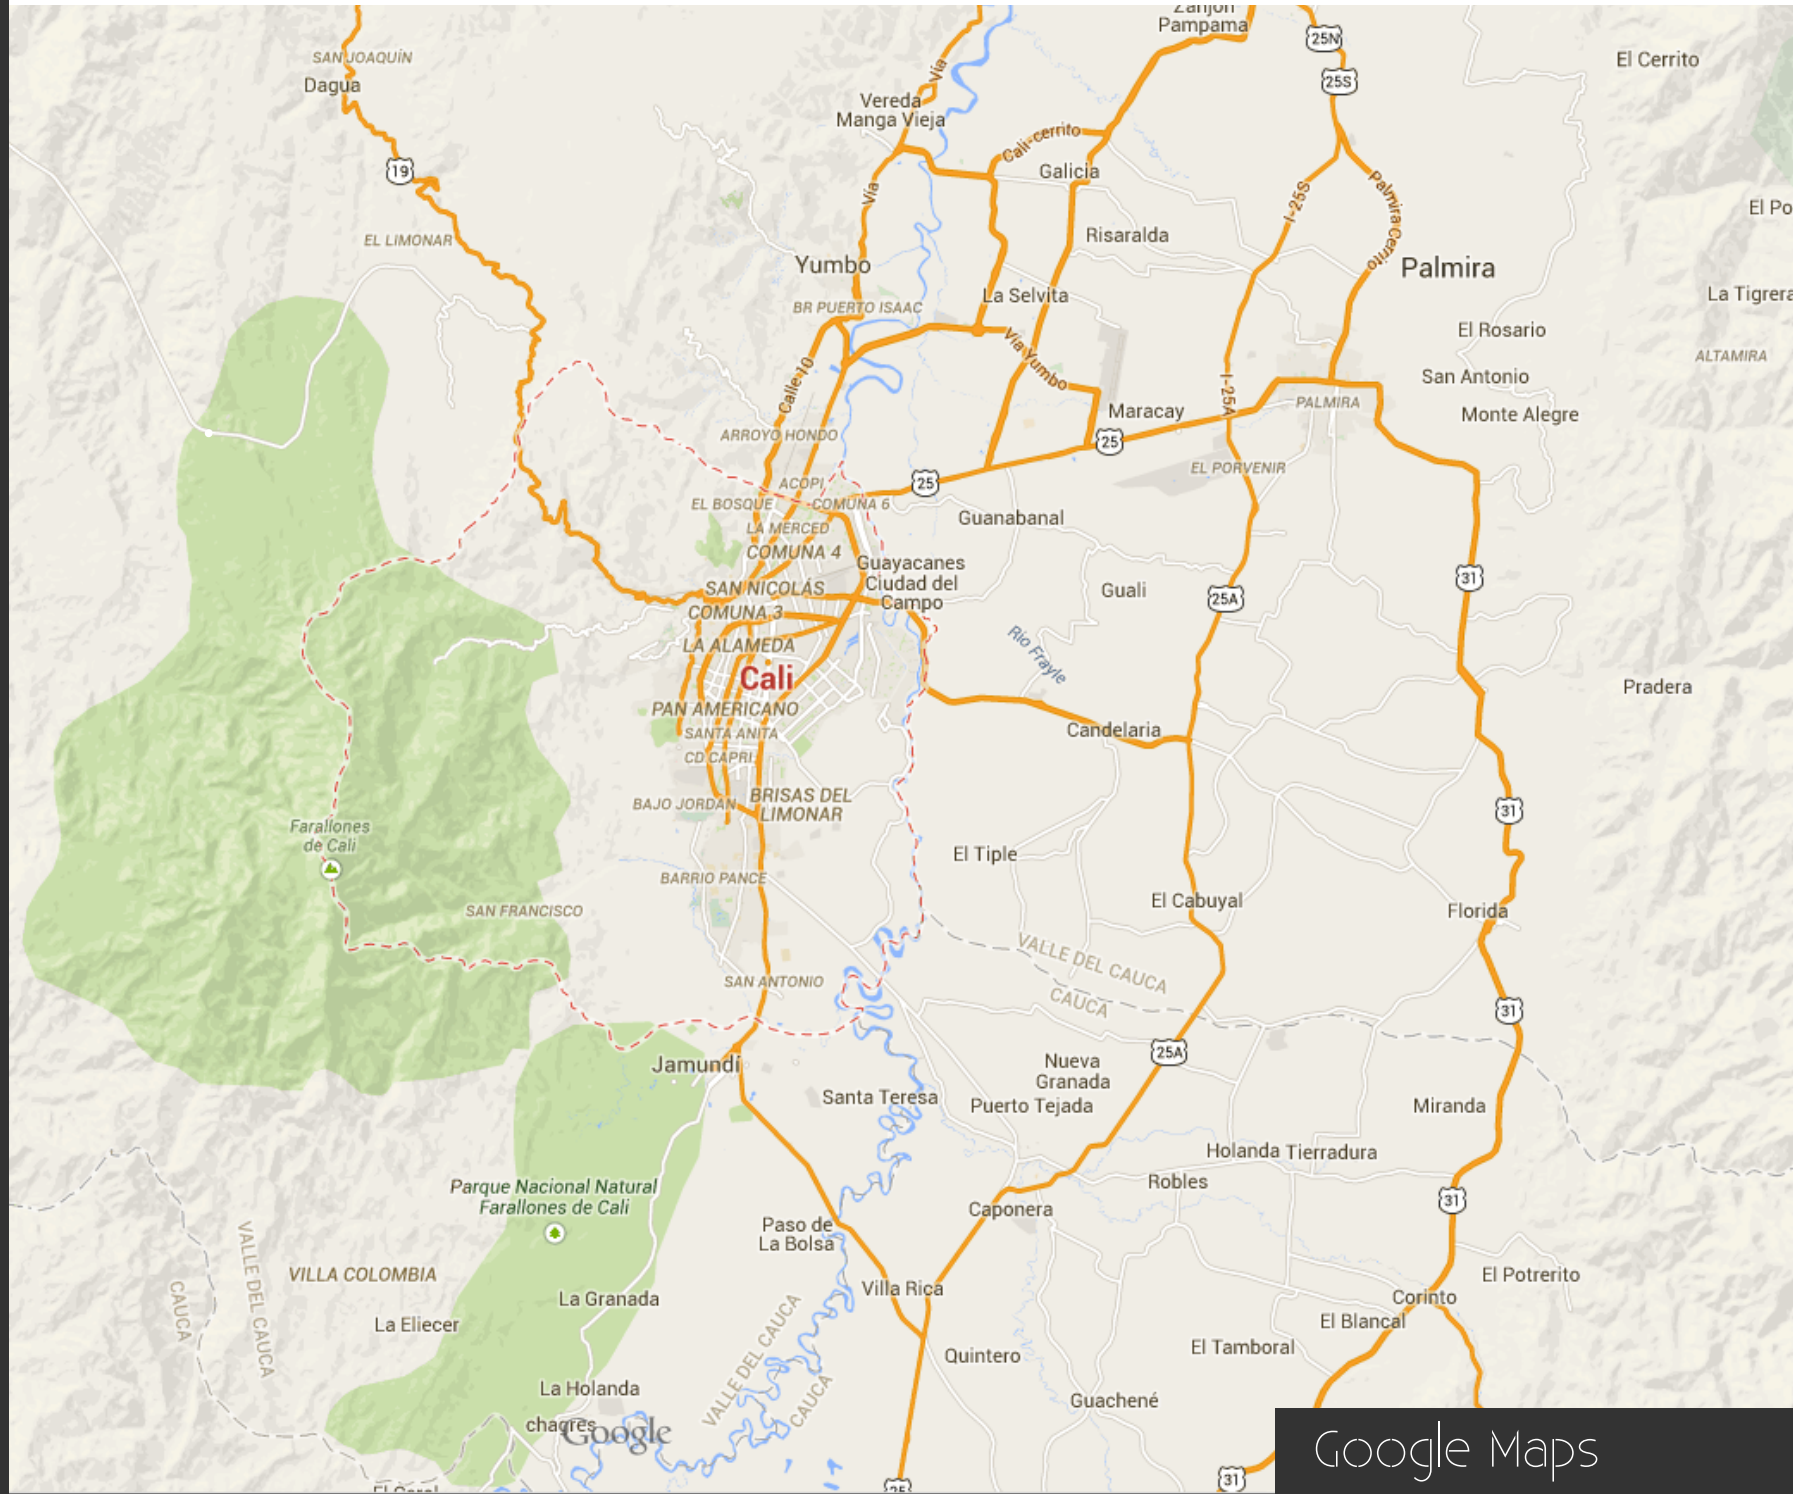 Zanjon
Pampama
25N
25S
El Cerrito
SAN JOAQUÍN
Dagua
Vía
Vereda
Manga Vieja
Cali-cerrito
19
Galicia
Vía
I-25S
Palmira Cerrito
El Po
EL LIMONAR
Risaralda
Yumbo
Palmira
BR PUERTO ISAAC
La Selvita
La Tigrera
El Rosario
Vía Yumbo
ALTAMIRA
Calle 10
I-25A
San Antonio
PALMIRA
Maracay
Monte Alegre
ARROYO HONDO
25
EL PORVENIR
ACOPI
25
EL BOSQUE
COMUNA 6
Guanabanal
LA MERCED
COMUNA 4
Guayacanes
Ciudad del
Campo
31
SAN NICOLÁS
Guali
25A
COMUNA 3
LA ALAMEDA
Rio Frayle
Cali
Pradera
PAN AMERICANO
SANTA ANITA
Candelaria
CD CAPRI
BAJO JORDAN
BRISAS DEL
LIMONAR
31
Farallones
de Cali
El Tiple
BARRIO PANCE
SAN FRANCISCO
El Cabuyal
Florida
VALLE DEL CAUCA
CAUCA
SAN ANTONIO
31
Jamundí
25A
Nueva
Granada
Santa Teresa
Puerto Tejada
Miranda
Holanda
Tierradura
Parque Nacional Natural
Farallones de Cali
Robles
31
Caponera
Paso de
La Bolsa
VALLE DEL CAUCA
CAUCA
VILLA COLOMBIA
Villa Rica
El Potrerito
La Granada
Corinto
La Eliecer
El Blancal
El Tamboral
Quintero
VALLE DEL CAUCA
CAUCA
La Holanda
Guachené
chagres
Google
Google Maps
31
25